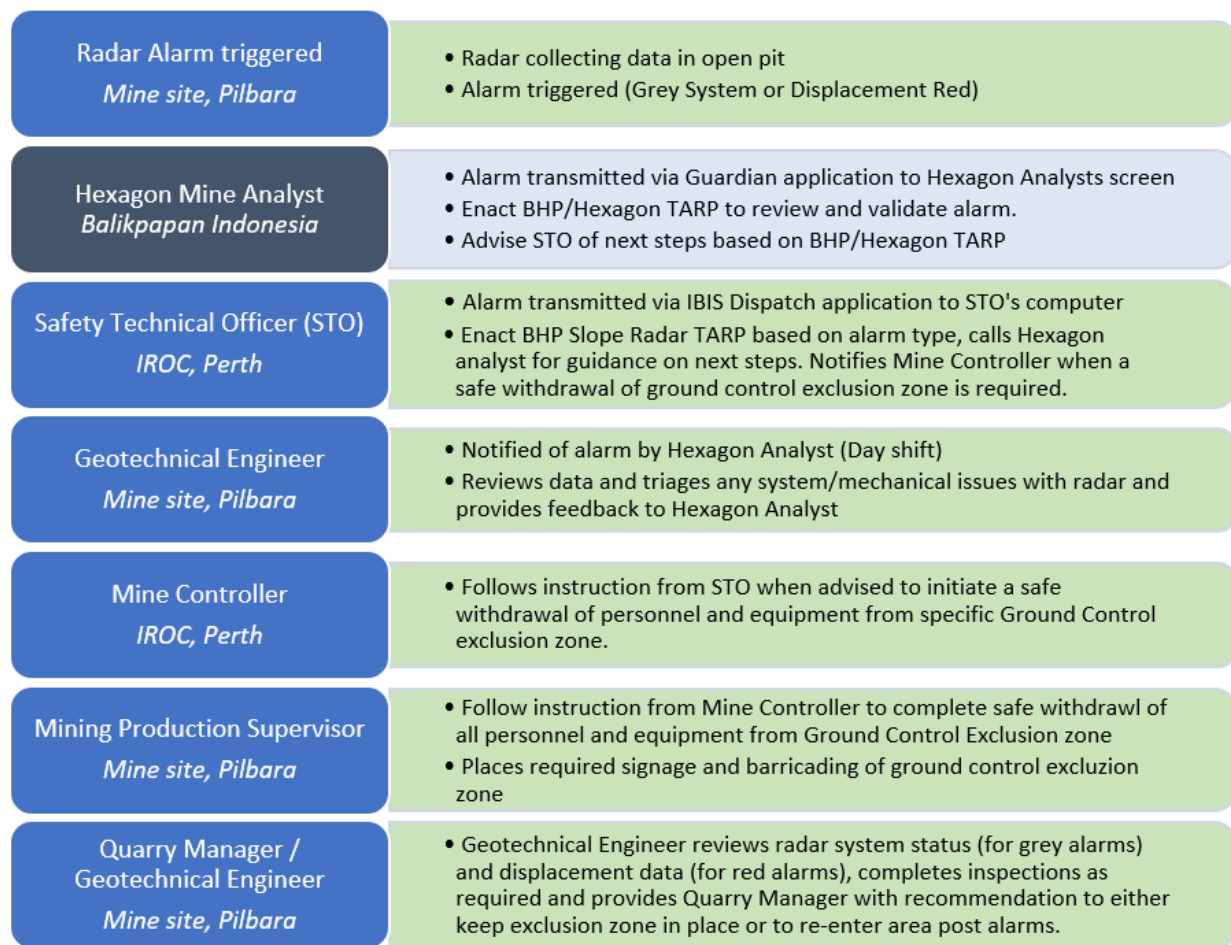 Radar Alarm triggered
Mine site, Pilbara
• Radar collecting data in open pit
• Alarm triggered (Grey System or Displacement Red)
Hexagon Mine Analyst
Balikpapan Indonesia
• Alarm transmitted via Guardian application to Hexagon Analysts screen
• Enact BHP/Hexagon TARP to review and validate alarm.
• Advise STO of next steps based on BHP/Hexagon TARP
Safety Technical Officer (STO)
IROC, Perth
• Alarm transmitted via IBIS Dispatch application to STO's computer
• Enact BHP Slope Radar TARP based on alarm type, calls Hexagon
analyst for guidance on next steps. Notifies Mine Controller when a
safe withdrawal of ground control exclusion zone is required.
Geotechnical Engineer
Mine site, Pilbara
• Notified of alarm by Hexagon Analyst (Day shift)
• Reviews data and triages any system/mechanical issues with radar and
provides feedback to Hexagon Analyst
Mine Controller
IROC, Perth
• Follows instruction from STO when advised to initiate a safe
withdrawal of personnel and equipment from specific Ground Control
exclusion zone.
Mining Production Supervisor
Mine site, Pilbara
• Follow instruction from Mine Controller to complete safe withdrawl of
all personnel and equipment from Ground Control Exclusion zone
• Places required signage and barricading of ground control excluzion
zone
Quarry Manager /
Geotechnical Engineer
Mine site, Pilbara
• Geotechnical Engineer reviews radar system status (for grey alarms)
and displacement data (for red alarms), completes inspections as
required and provides Quarry Manager with recommendation to either
keep exclusion zone in place or to re-enter area post alarms.